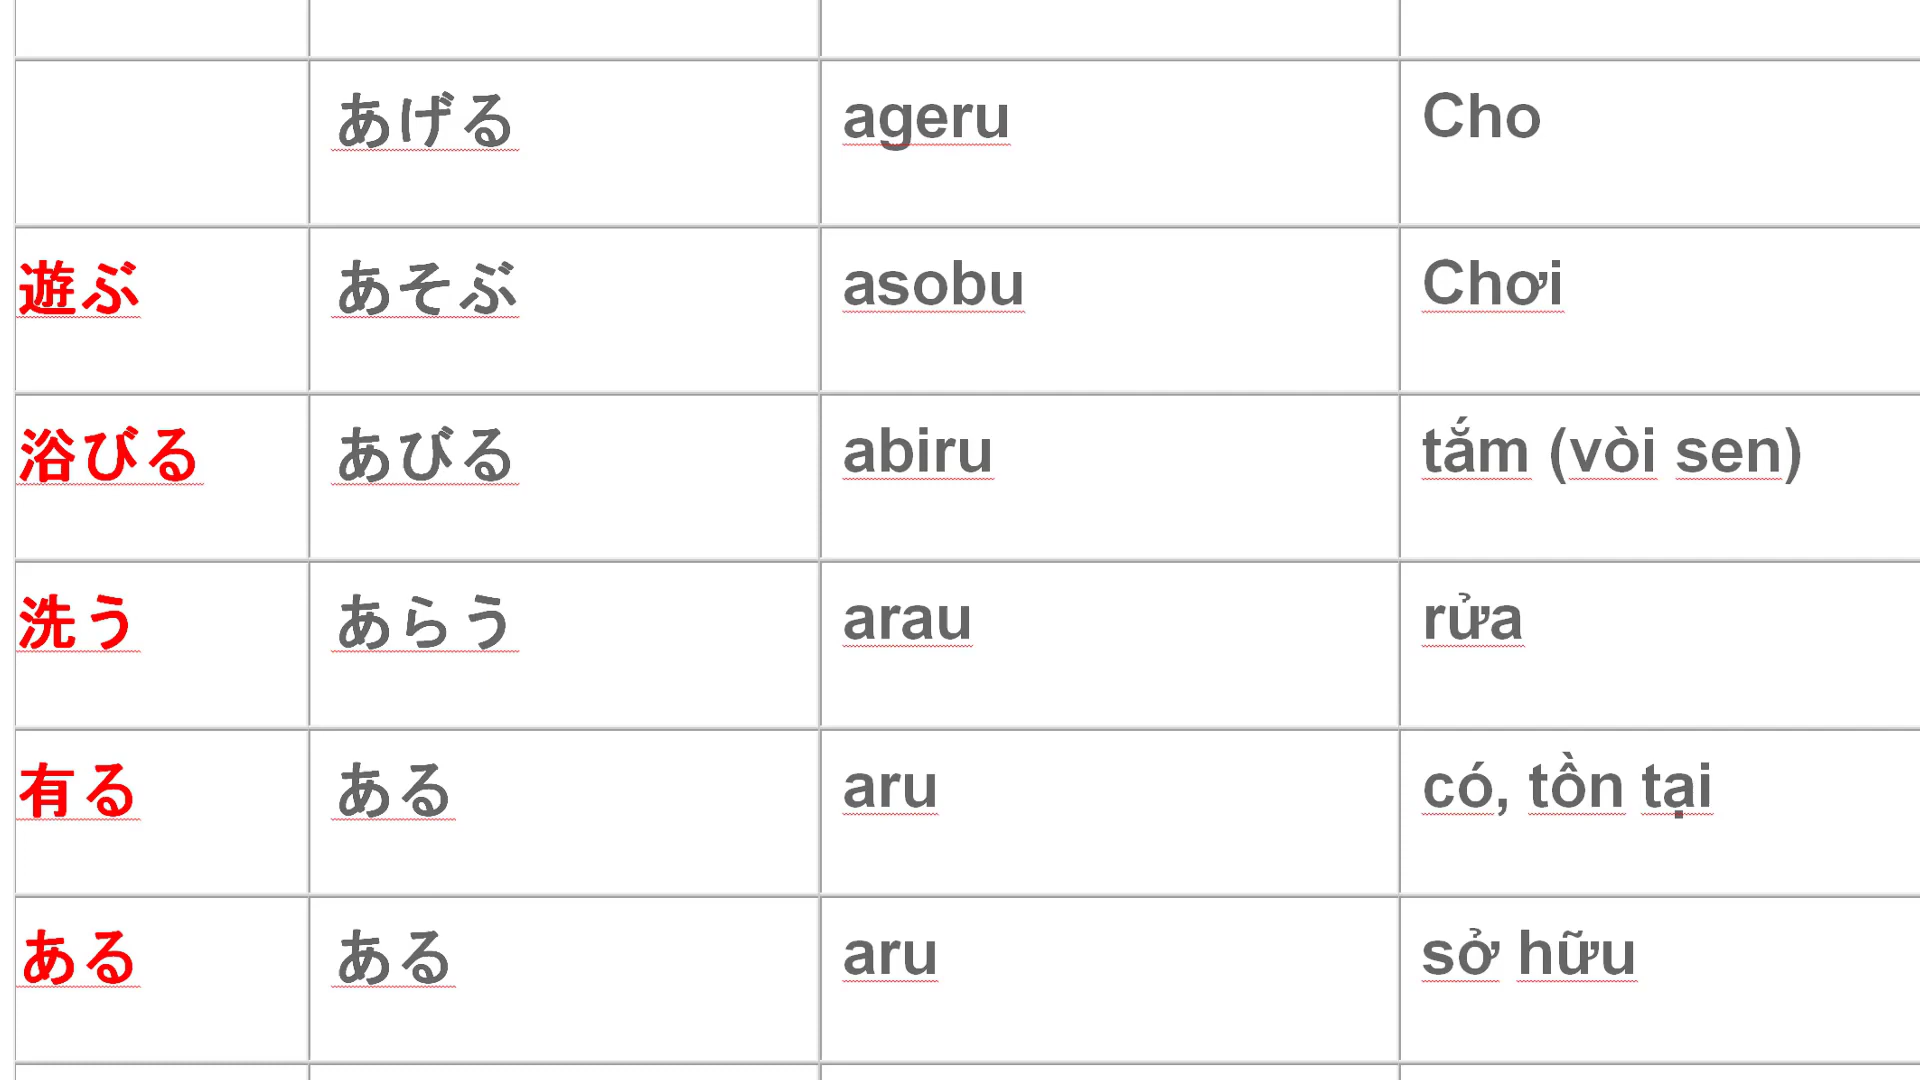 あげる ageru Cho
遊ぶ あそぶ asobu Chơi
浴びる あびる abiru tắm (vòi sen)
洗う あらう arau rửa
有る ある aru có, tồn tại
ある ある aru sở hữu